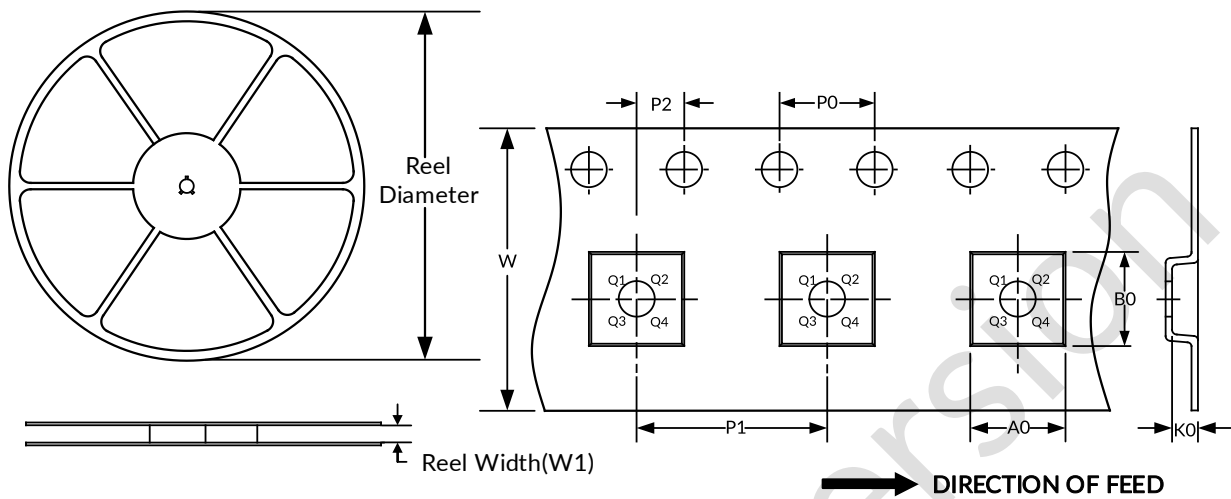 Reel
Diameter
Reel Width(W1)
P2
P0
W
Q1 Q2
Q3 Q4
Q1 Q2
Q3 Q4
Q1 Q2
Q3 Q4
B0
P1
A0
K0
DIRECTION OF FEED
ersion